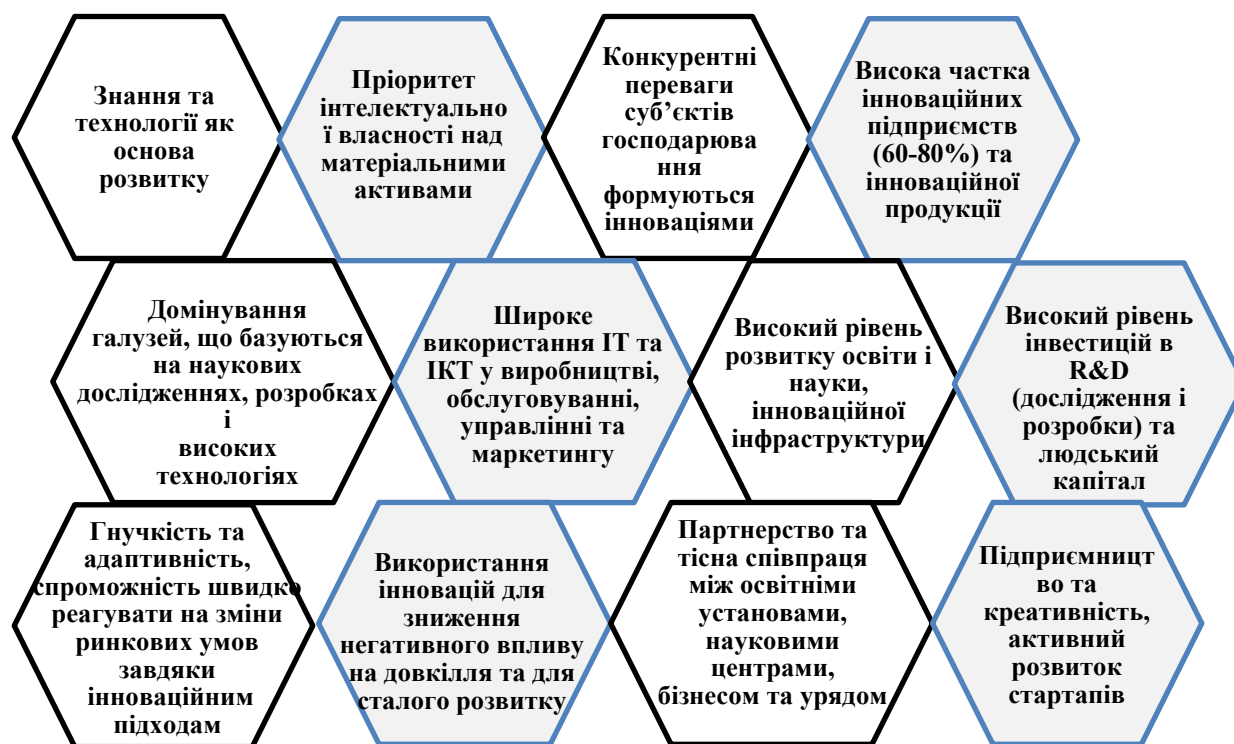 Знання та
технології як
основа
розвитку
Пріоритет
інтелектуально
ї власності над
матеріальними
активами
Конкурентні
переваги
суб’єктів
господарюва
ння
формуються
інноваціями
Висока частка
інноваційних
підприємств
(60-80%) та
інноваційної
продукції
Домінування
галузей, що базуються
на наукових
дослідженнях, розробках
і
високих
технологіях
Широке
використання ІТ та
ІКТ у виробництві,
обслуговуванні,
управлінні та
маркетингу
Високий рівень
розвитку освіти і
науки,
інноваційної
інфраструктури
Високий рівень
інвестицій в
R&D
(дослідження і
розробки) та
людський
капітал
Гнучкість та
адаптивність,
спроможність швидко
реагувати на зміни
ринкових умов
завдяки
інноваційним
підходам
Використання
інновацій для
зниження
негативного впливу
на довкілля та для
сталого розвитку
Партнерство та
тісна співпраця
між освітніми
установами,
науковими
центрами,
бізнесом та урядом
Підприємницт
во та
креативність,
активний
розвиток
стартапів